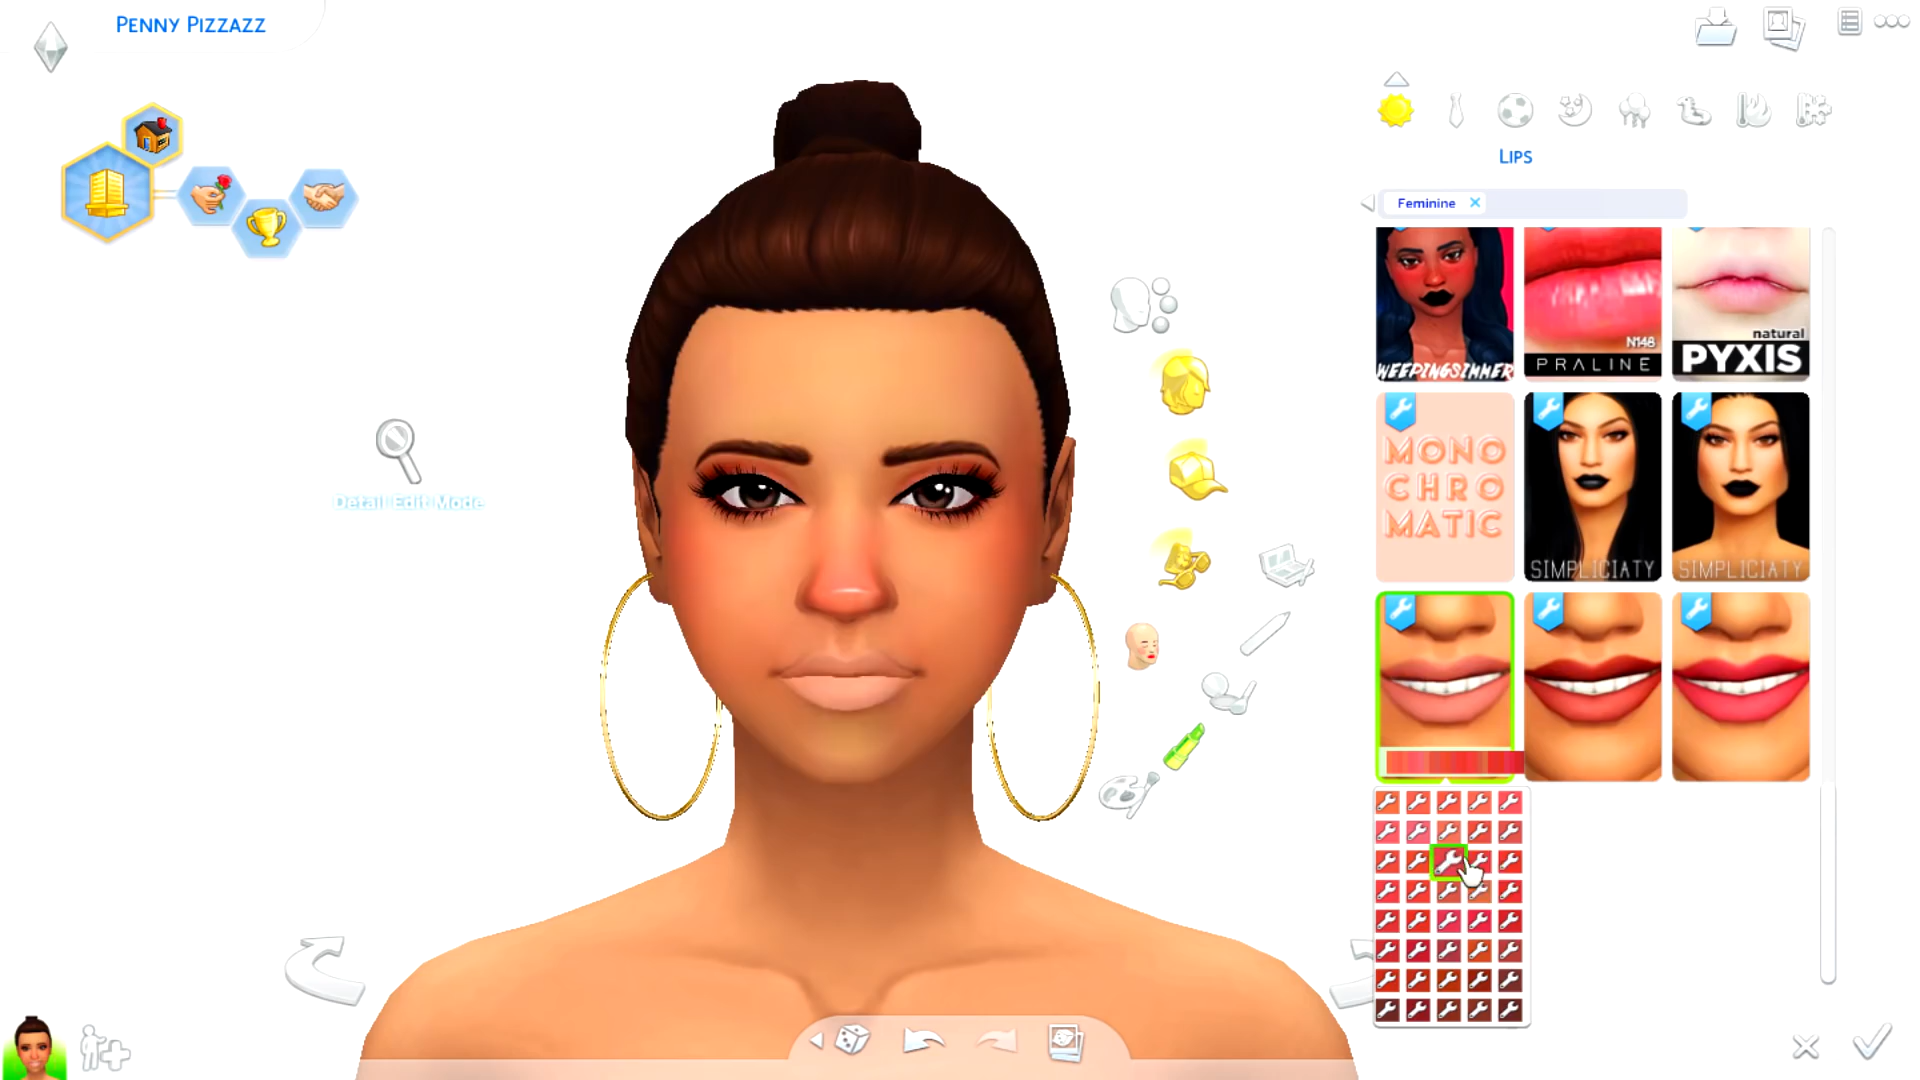 PENNY PIZZAZZ
LIPS
Feminine
WEEPINGSIMMER
N148
PRALINE
natural
PYXIS
MONO
CHRO
MATIC
SIMPLICIATY
SIMPLICIATY
Detail Edit Mode